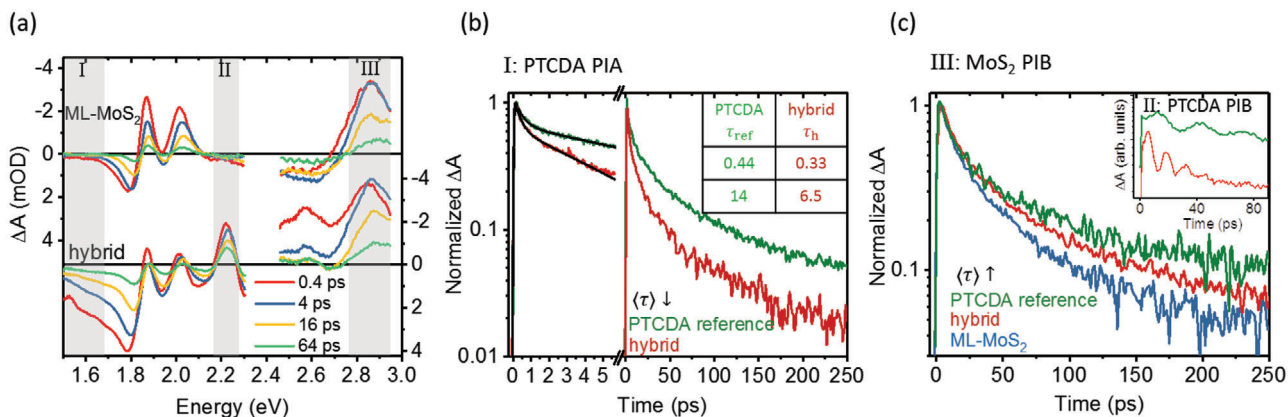 (a)
I
II
III
ML-MoS₂
hybrid
0.4 ps
4 ps
16 ps
64 ps
−4
−2
0
2
4
−4
−2
0
2
4
ΔA (mOD)
1.6 1.8 2.0 2.2 2.4 2.6 2.8 3.0
Energy (eV)
(b)
I: PTCDA PIA
1
0.1
0.01
Normalized ΔA
PTCDA hybrid
τref τh
0.44 0.33
14 6.5
⟨τ⟩ ↓
PTCDA reference
hybrid
0 1 2 3 4 5 0 50 100 150 200 250
Time (ps)
(c)
III: MoS₂ PIB
1
0.1
Normalized ΔA
II: PTCDA PIB
ΔA (arb. units)
0 20 40 60 80
Time (ps)
⟨τ⟩ ↑
PTCDA reference
hybrid
ML-MoS₂
0 50 100 150 200 250
Time (ps)